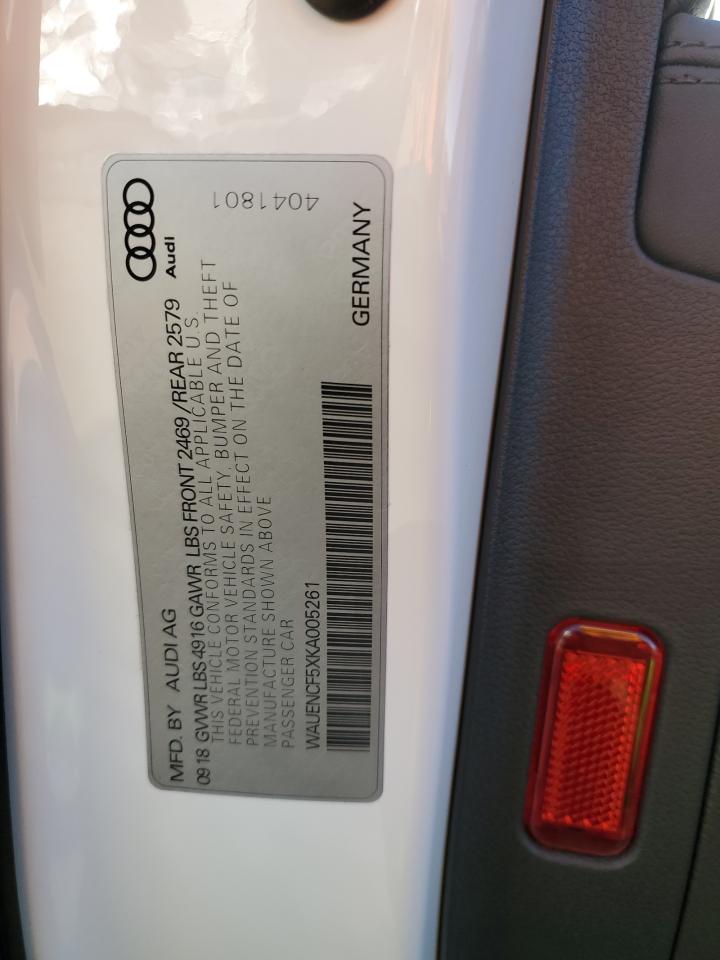 MFD. BY AUDI AG
Audi
09 18 GVWR LBS 4916 GAWR LBS FRONT 2469 /REAR 2579
THIS VEHICLE CONFORMS TO ALL APPLICABLE U.S.
FEDERAL MOTOR VEHICLE SAFETY, BUMPER AND THEFT
PREVENTION STANDARDS IN EFFECT ON THE DATE OF
MANUFACTURE SHOWN ABOVE
PASSENGER CAR
WAUENCF5XKA005261
GERMANY
4041801